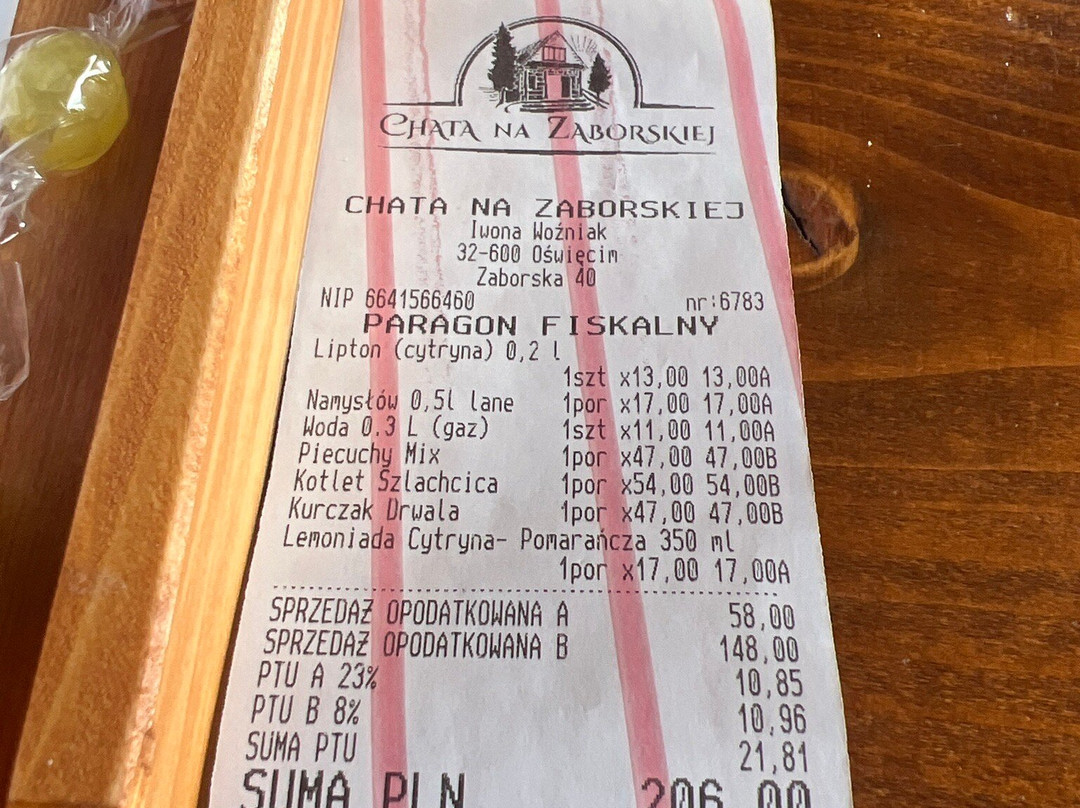 CHATA NA ZABORSKIEJ
CHATA NA ZABORSKIEJ
Iwona Woźniak
32-600 Oświęcim
Zaborska 40
NIP 6641566460 nr:6783
PARAGON FISKALNY
Lipton (cytryna) 0,2 l
1szt x13,00 13,00A
Namysłów 0,5l lane 1por x17,00 17,00A
Woda 0.3 L (gaz) 1szt x11,00 11,00A
Piecuchy Mix 1por x47,00 47,00B
Kotlet Szlachcica 1por x54,00 54,00B
Kurczak Drwala 1por x47,00 47,00B
Lemoniada Cytryna- Pomarańcza 350 ml
1por x17,00 17,00A
SPRZEDAŻ OPODATKOWANA A 58,00
SPRZEDAŻ OPODATKOWANA B 148,00
PTU A 23% 10,85
PTU B 8% 10,96
SUMA PTU 21,81
SUMA PLN 206,00